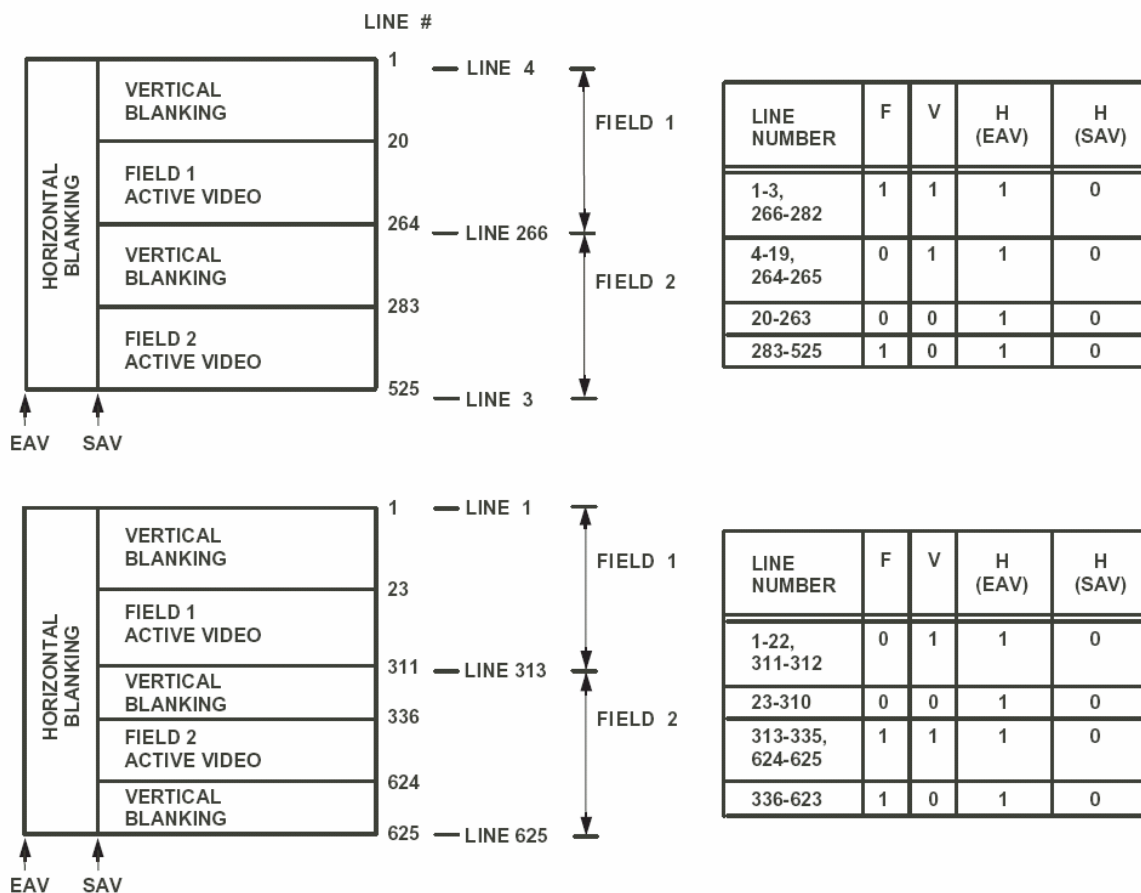 LINE #
1
LINE 4
VERTICAL
BLANKING
FIELD 1
20
FIELD 1
ACTIVE VIDEO
HORIZONTAL
BLANKING
264
LINE 266
VERTICAL
BLANKING
FIELD 2
283
FIELD 2
ACTIVE VIDEO
525
LINE 3
EAV SAV
LINE
NUMBER F V H
(EAV) H
(SAV)
1-3,
266-282 1 1 1 0
4-19,
264-265 0 1 1 0
20-263 0 0 1 0
283-525 1 0 1 0
1
LINE 1
VERTICAL
BLANKING
FIELD 1
23
FIELD 1
ACTIVE VIDEO
HORIZONTAL
BLANKING
311
LINE 313
VERTICAL
BLANKING
336
FIELD 2
FIELD 2
ACTIVE VIDEO
624
VERTICAL
BLANKING
625
LINE 625
EAV SAV
LINE
NUMBER F V H
(EAV) H
(SAV)
1-22,
311-312 0 1 1 0
23-310 0 0 1 0
313-335,
624-625 1 1 1 0
336-623 1 0 1 0